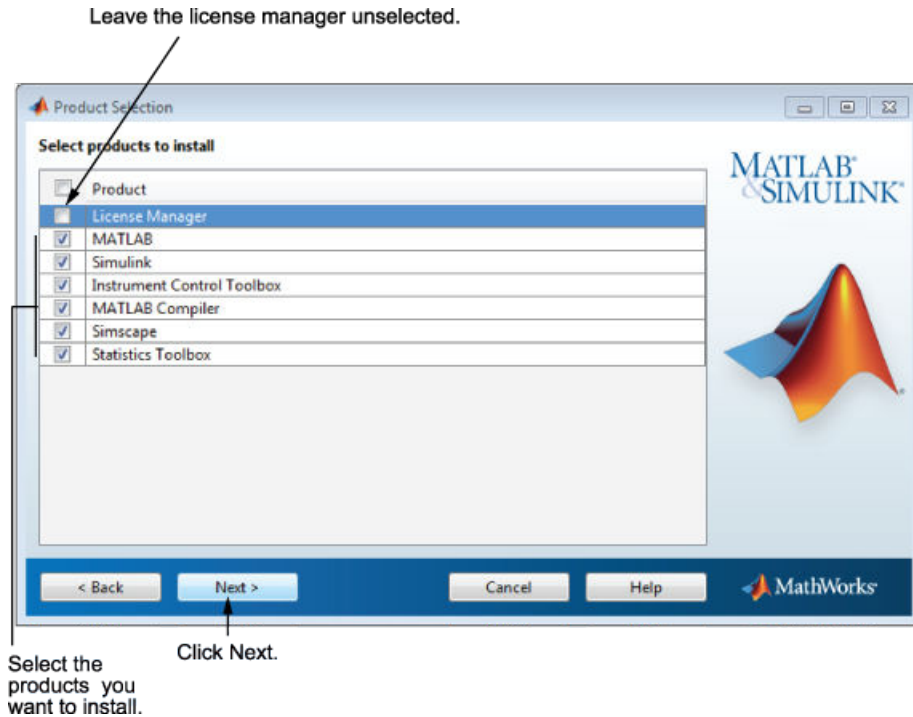 Leave the license manager unselected.
Product Selection
Select products to install
Product
License Manager
MATLAB
Simulink
Instrument Control Toolbox
MATLAB Compiler
Simscape
Statistics Toolbox
MATLAB®
&SIMULINK®
< Back
Next >
Cancel
Help
MathWorks®
Click Next.
Select the
products you
want to install.